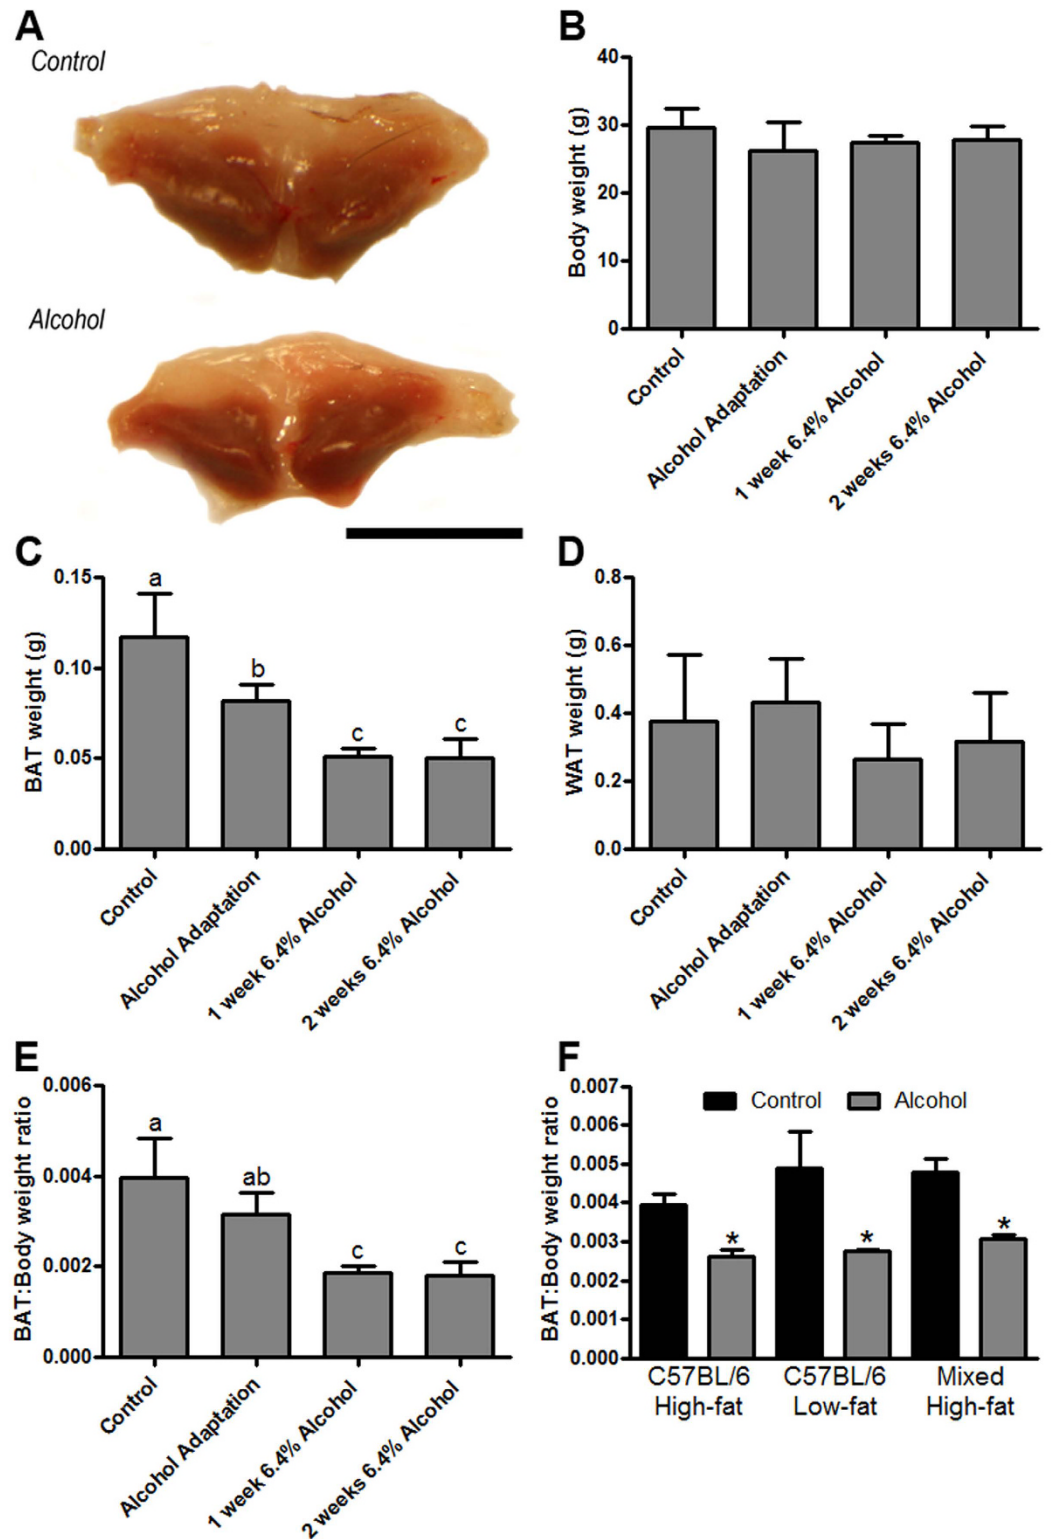 A
Control
Alcohol
B
Body weight (g)
40
30
20
10
0
Control
Alcohol Adaptation
1 week 6.4% Alcohol
2 weeks 6.4% Alcohol
C
BAT weight (g)
0.15
0.10
0.05
0.00
a
b
c
c
Control
Alcohol Adaptation
1 week 6.4% Alcohol
2 weeks 6.4% Alcohol
D
WAT weight (g)
0.8
0.6
0.4
0.2
0.0
Control
Alcohol Adaptation
1 week 6.4% Alcohol
2 weeks 6.4% Alcohol
E
BAT:Body weight ratio
0.006
0.004
0.002
0.000
a
ab
c
c
Control
Alcohol Adaptation
1 week 6.4% Alcohol
2 weeks 6.4% Alcohol
F
BAT:Body weight ratio
0.007
0.006
0.005
0.004
0.003
0.002
0.001
0.000
Control Alcohol
*
*
*
C57BL/6 C57BL/6 Mixed
High-fat Low-fat High-fat